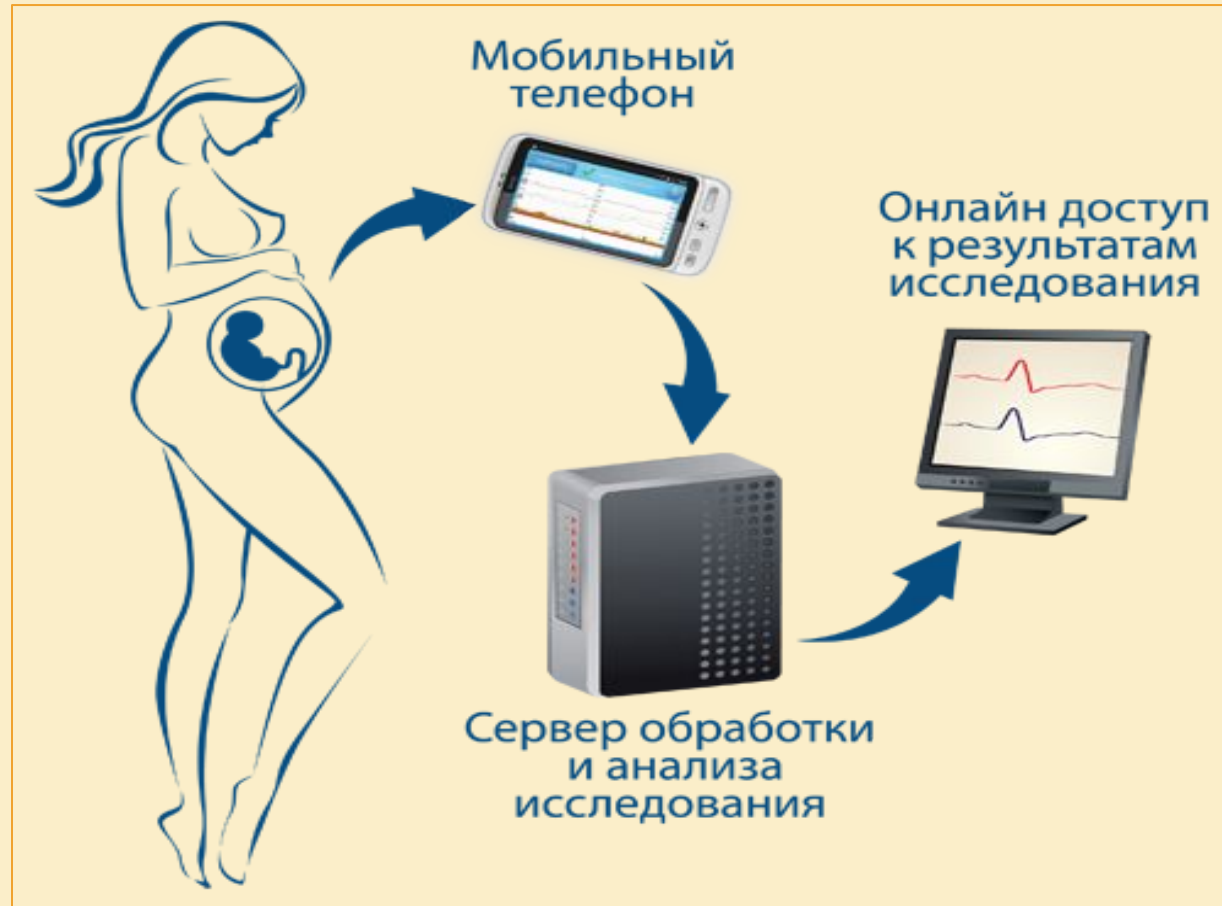 Мобильный
телефон
Онлайн доступ
к результатам
исследования
Сервер обработки
и анализа
исследования